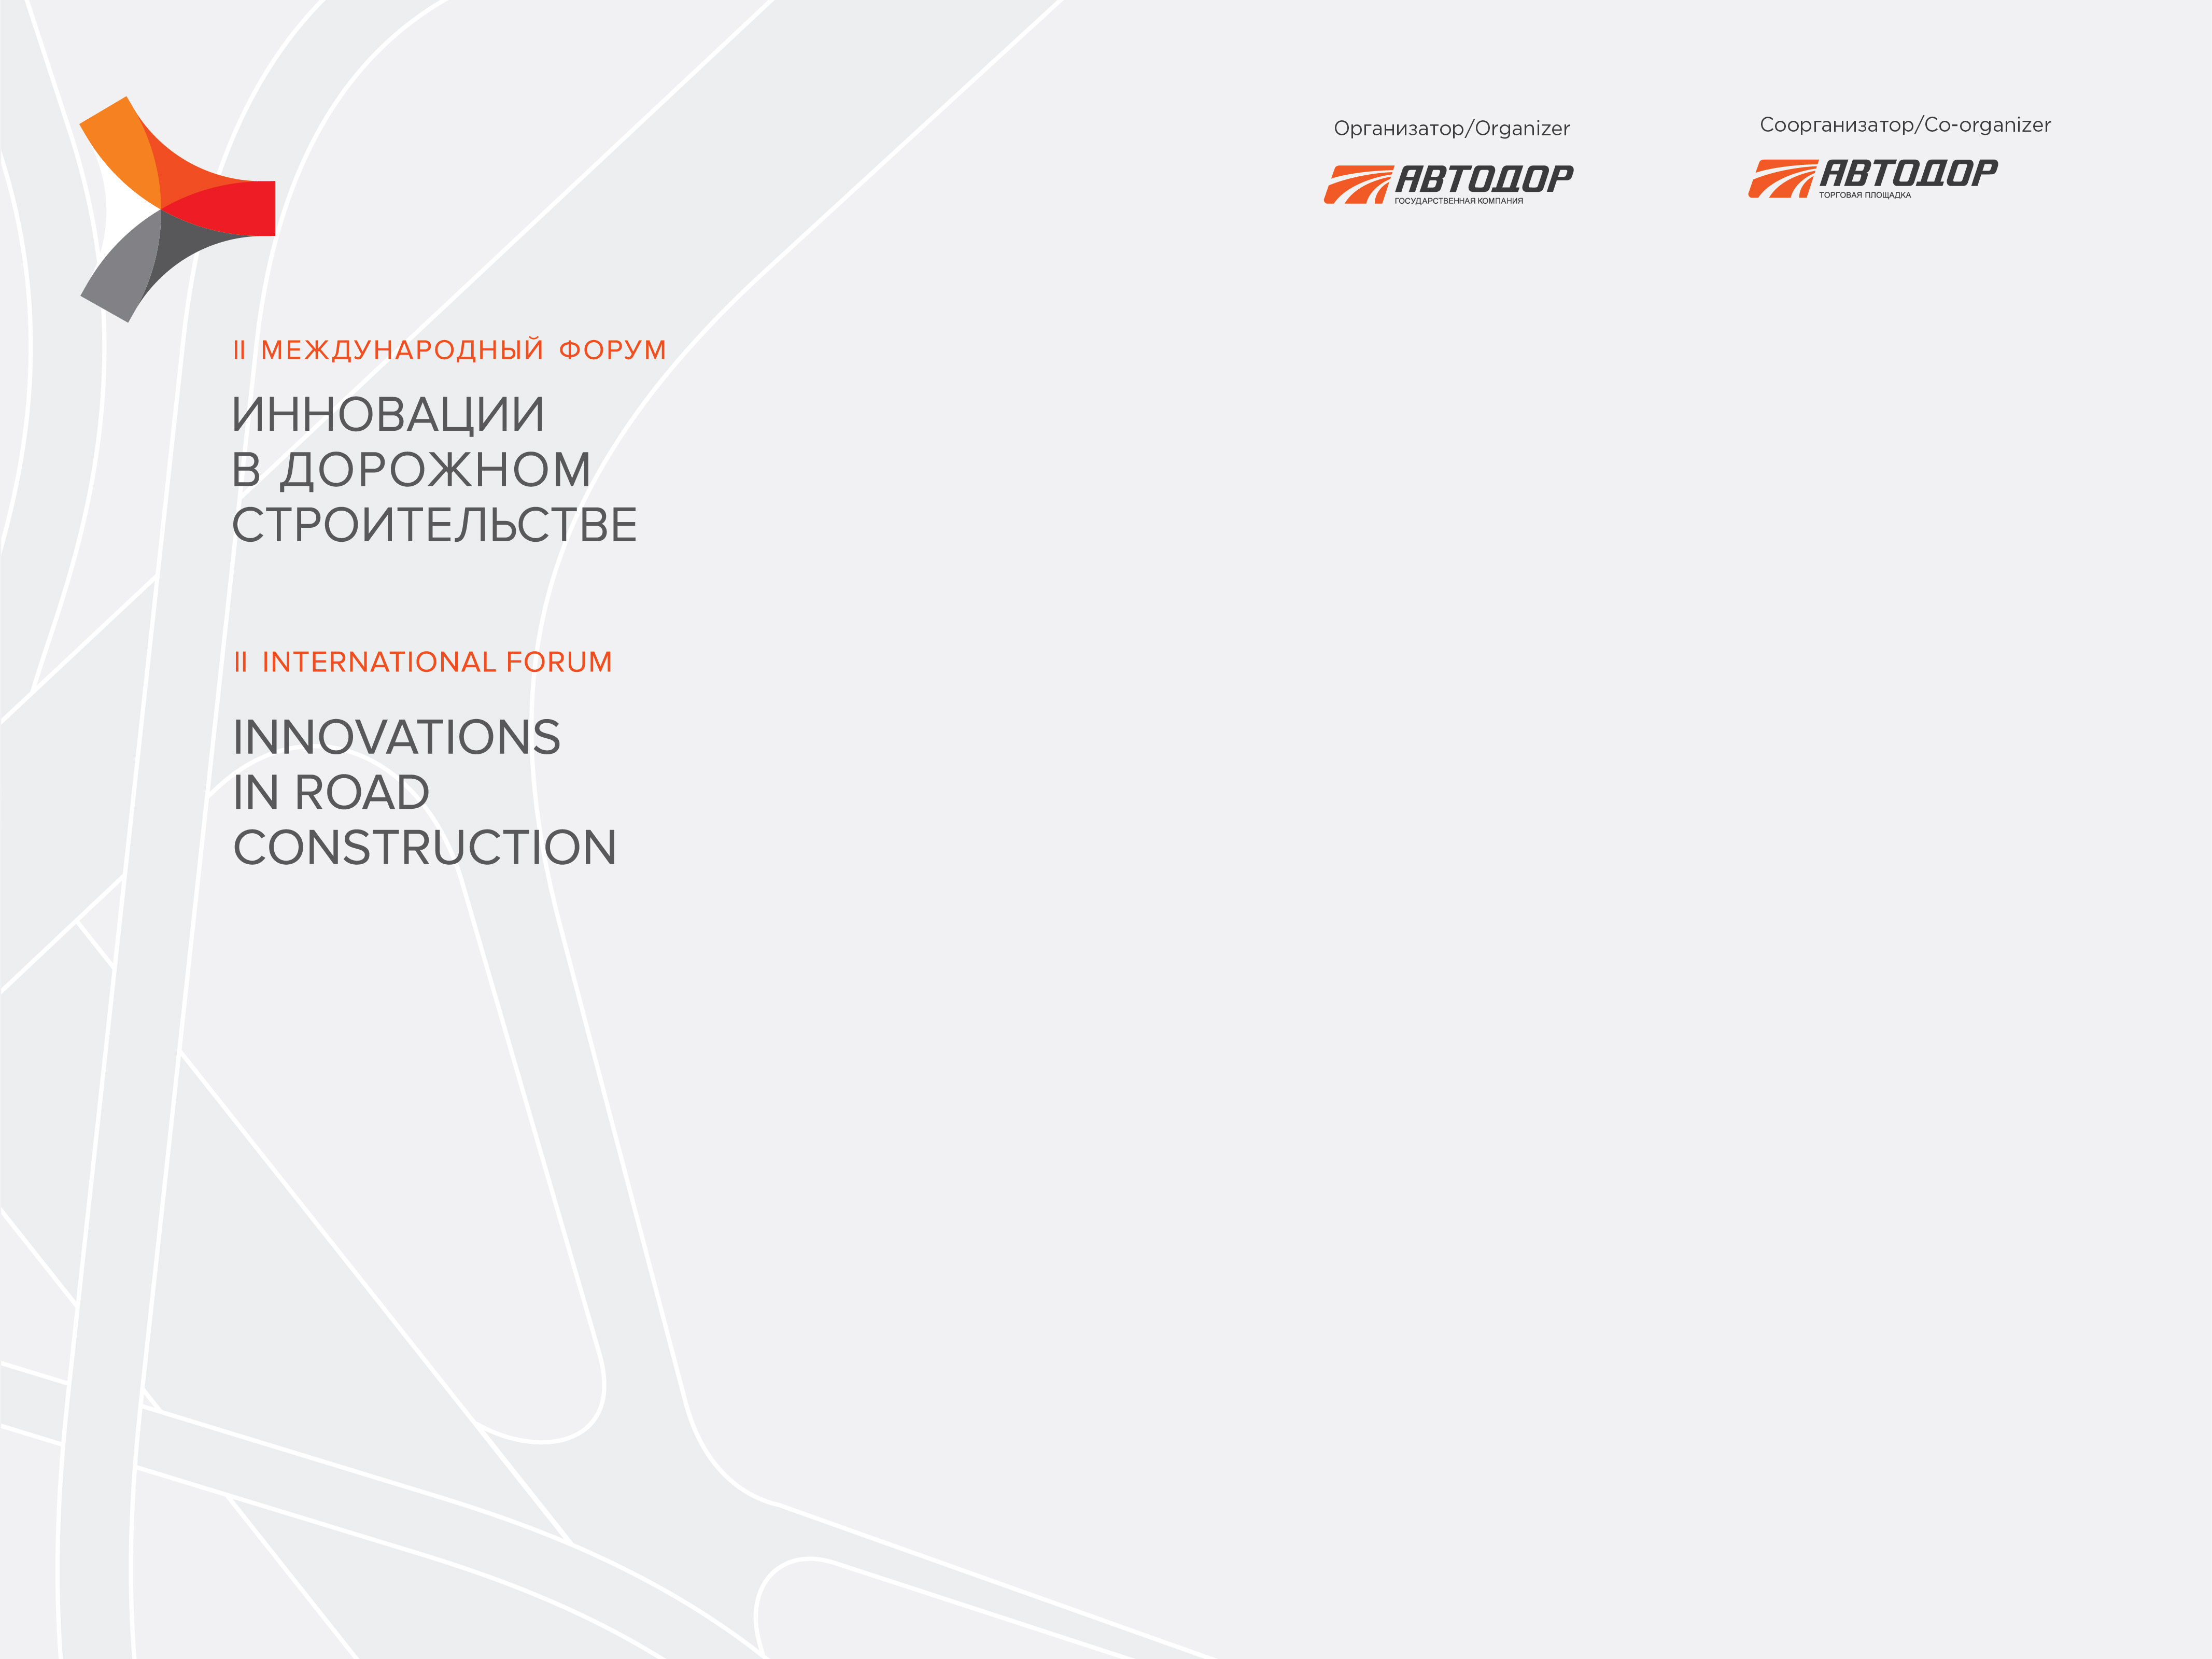 Организатор/Organizer
АВТОДОР
ГОСУДАРСТВЕННАЯ КОМПАНИЯ
Соорганизатор/Co-organizer
АВТОДОР
ТОРГОВАЯ ПЛОЩАДКА
II МЕЖДУНАРОДНЫЙ ФОРУМ
ИННОВАЦИИ
В ДОРОЖНОМ
СТРОИТЕЛЬСТВЕ
II INTERNATIONAL FORUM
INNOVATIONS
IN ROAD
CONSTRUCTION